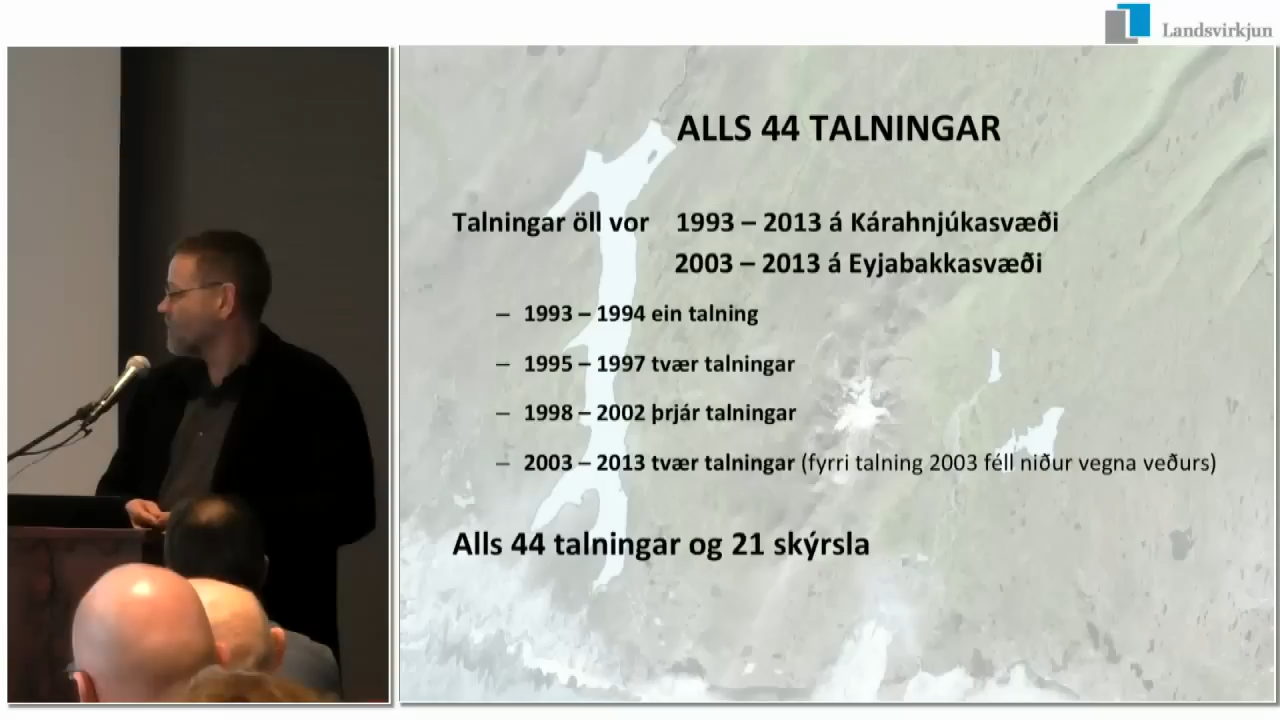 Landsvirkjun
ALLS 44 TALNINGAR
Talningar öll vor 1993 – 2013 á Kárahnjúkasvæði
2003 – 2013 á Eyjabakkasvæði
– 1993 – 1994 ein talning
– 1995 – 1997 tvær talningar
– 1998 – 2002 þrjár talningar
– 2003 – 2013 tvær talningar (fyrri talning 2003 féll niður vegna veðurs)
Alls 44 talningar og 21 skýrsla